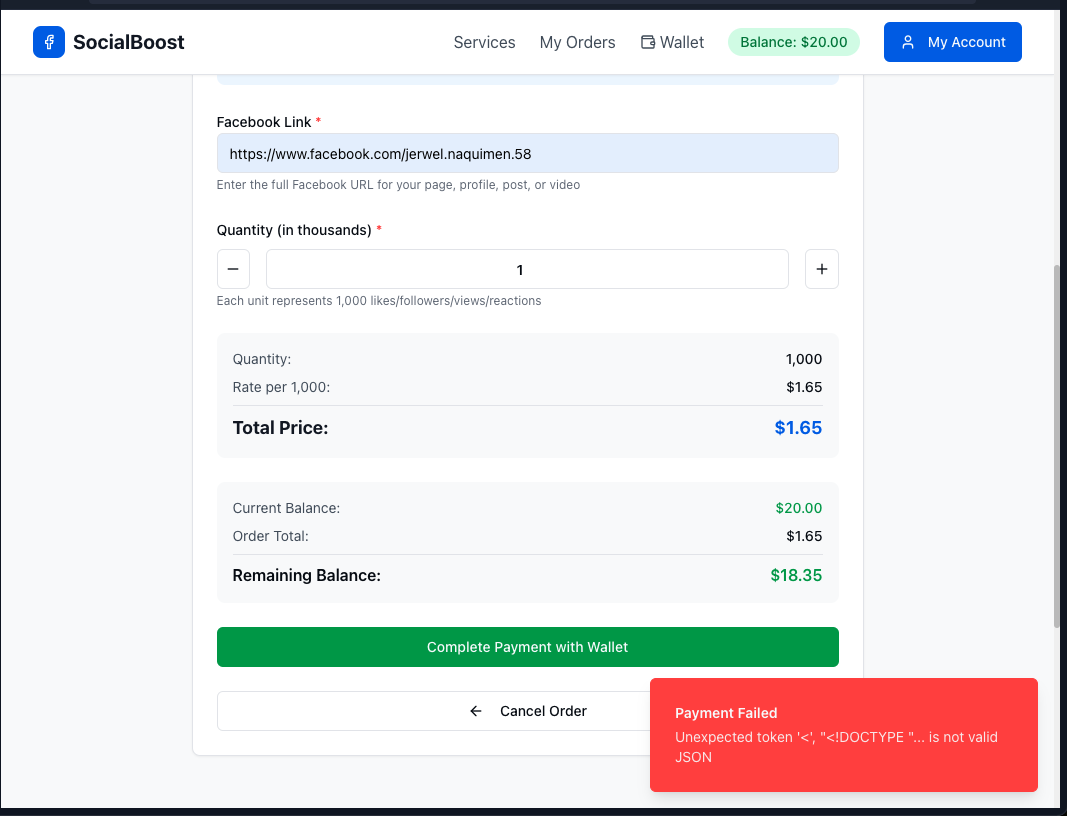 SocialBoost
Services
My Orders
Wallet
Balance: $20.00
My Account
Facebook Link *
https://www.facebook.com/jerwel.naquimen.58
Enter the full Facebook URL for your page, profile, post, or video
Quantity (in thousands) *
1
Each unit represents 1,000 likes/followers/views/reactions
Quantity: 1,000
Rate per 1,000: $1.65
Total Price: $1.65
Current Balance: $20.00
Order Total: $1.65
Remaining Balance: $18.35
Complete Payment with Wallet
Cancel Order
Payment Failed
Unexpected token '<', "<!DOCTYPE "... is not valid
JSON